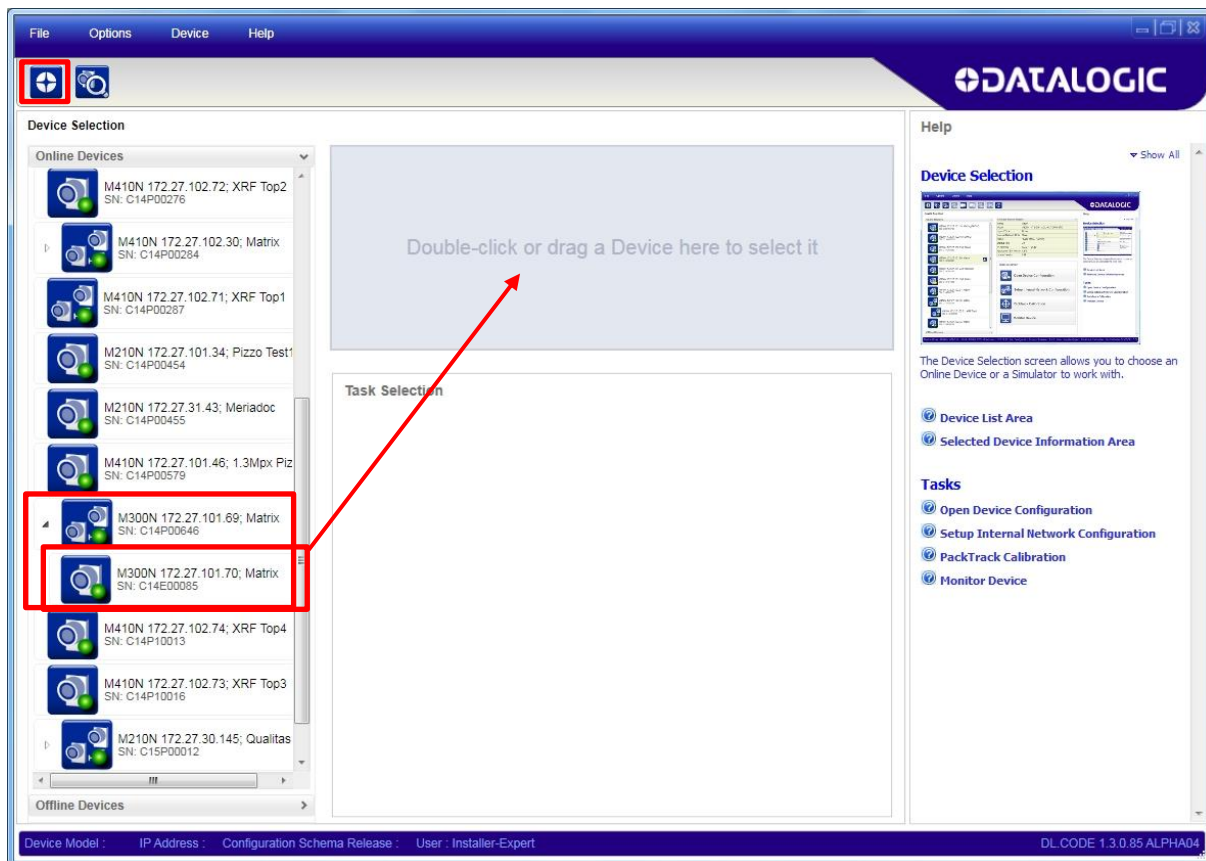 File Options Device Help
DATALOGIC
Device Selection
Online Devices
M410N 172.27.102.72; XRF Top2
SN: C14P00276
M410N 172.27.102.30; Matrix
SN: C14P00284
M410N 172.27.102.71; XRF Top1
SN: C14P00287
M210N 172.27.101.34; Pizzo Test1
SN: C14P00454
M210N 172.27.31.43; Meriadoc
SN: C14P00455
M410N 172.27.101.46; 1.3Mpx Piz
SN: C14P00579
M300N 172.27.101.69; Matrix
SN: C14P00646
M300N 172.27.101.70; Matrix
SN: C14E00085
M410N 172.27.102.74; XRF Top4
SN: C14P10013
M410N 172.27.102.73; XRF Top3
SN: C14P10016
M210N 172.27.30.145; Qualitas
SN: C15P00012
Offline Devices
Double-click or drag a Device here to select it
Task Selection
Help
Show All
Device Selection
DATALOGIC
The Device Selection screen allows you to choose an
Online Device or a Simulator to work with.
Device List Area
Selected Device Information Area
Tasks
Open Device Configuration
Setup Internal Network Configuration
PackTrack Calibration
Monitor Device
Device Model : IP Address : Configuration Schema Release : User : Installer-Expert DL.CODE 1.3.0.85 ALPHA04